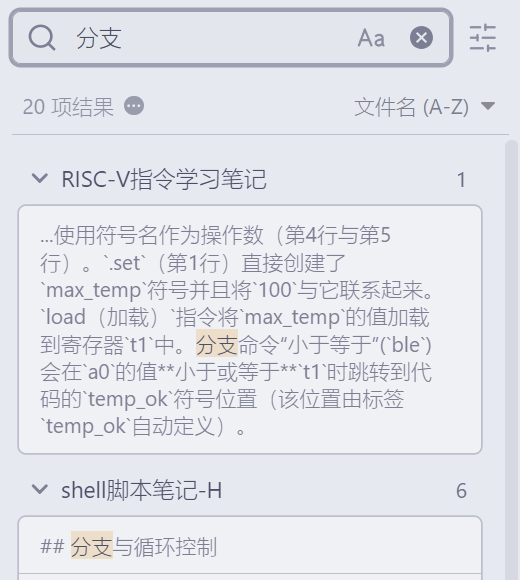 分支
Aa
20 项结果
文件名 (A-Z)
RISC-V指令学习笔记
1
...使用符号名作为操作数（第4行与第5
行）。`.set`（第1行）直接创建了
`max_temp`符号并且将`100`与它联系起来。
`load（加载）`指令将`max_temp`的值加载
到寄存器`t1`中。分支命令“小于等于”(`ble`)
会在`a0`的值**小于或等于**`t1`时跳转到代
码的`temp_ok`符号位置（该位置由标签
`temp_ok`自动定义）。
shell脚本笔记-H
6
## 分支与循环控制